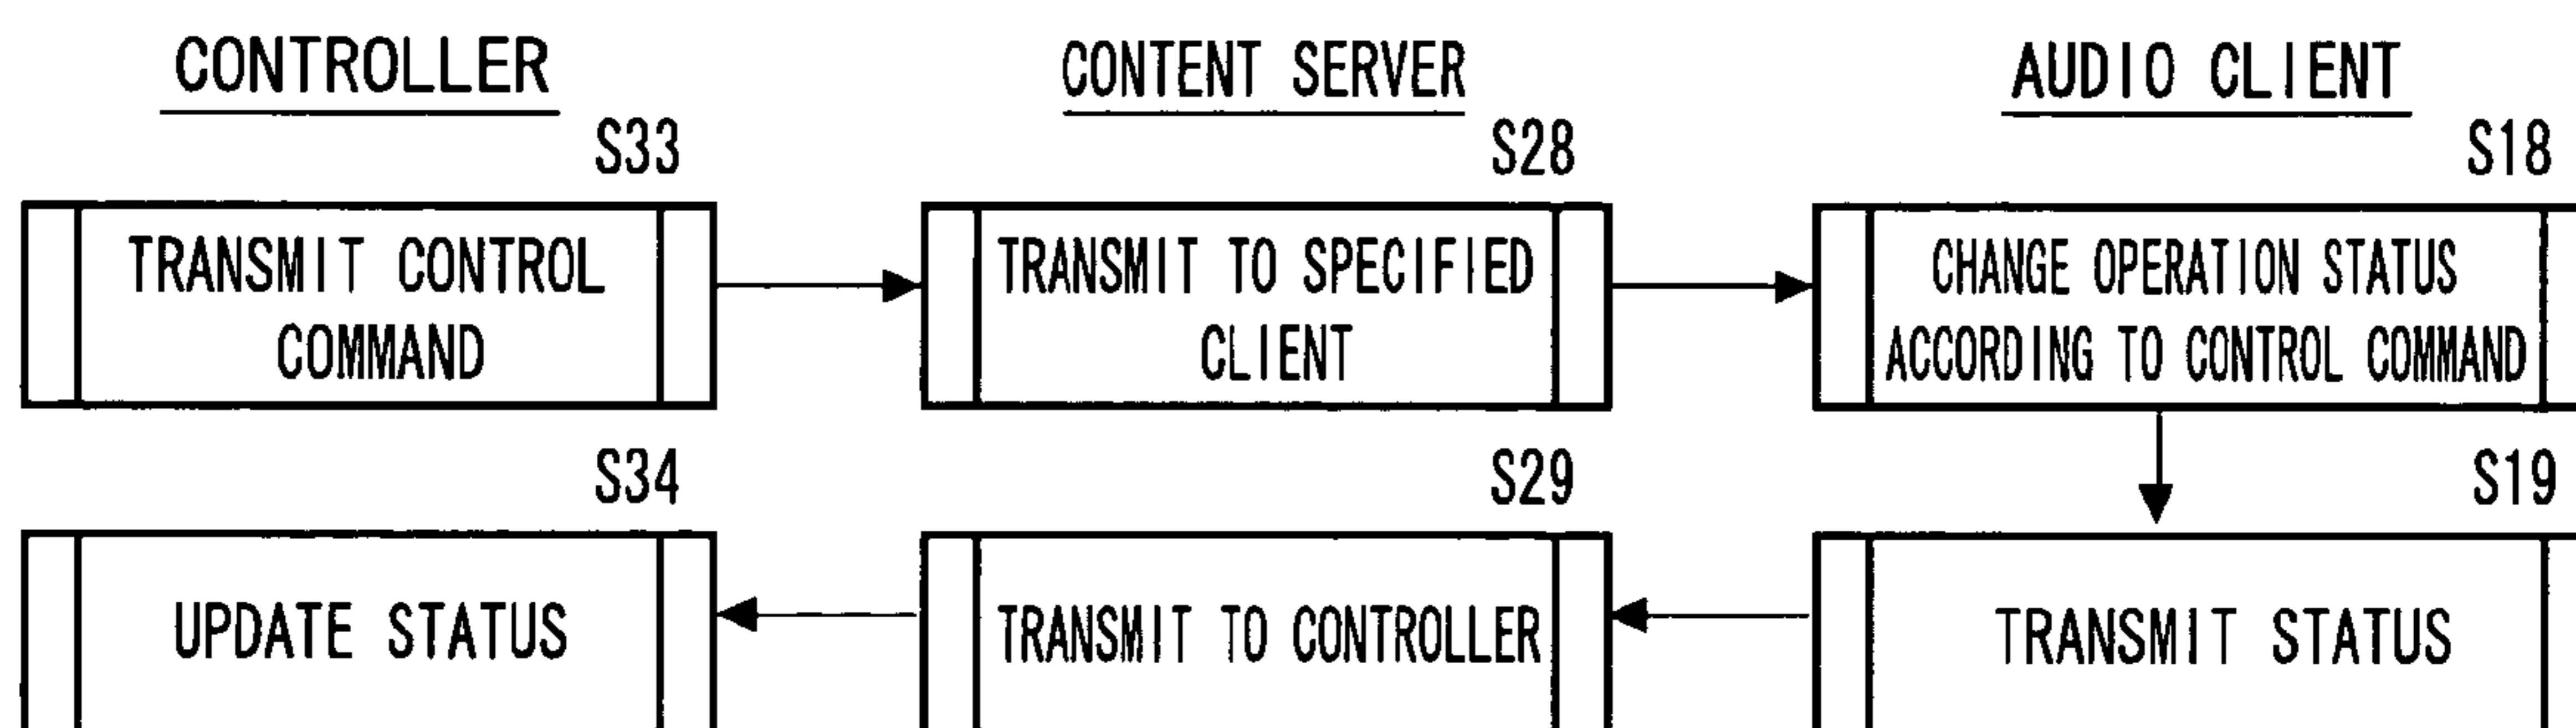 CONTROLLER
CONTENT SERVER
AUDIO CLIENT
S33
S28
S18
TRANSMIT CONTROL
COMMAND
TRANSMIT TO SPECIFIED
CLIENT
CHANGE OPERATION STATUS
ACCORDING TO CONTROL COMMAND
S34
S29
S19
UPDATE STATUS
TRANSMIT TO CONTROLLER
TRANSMIT STATUS